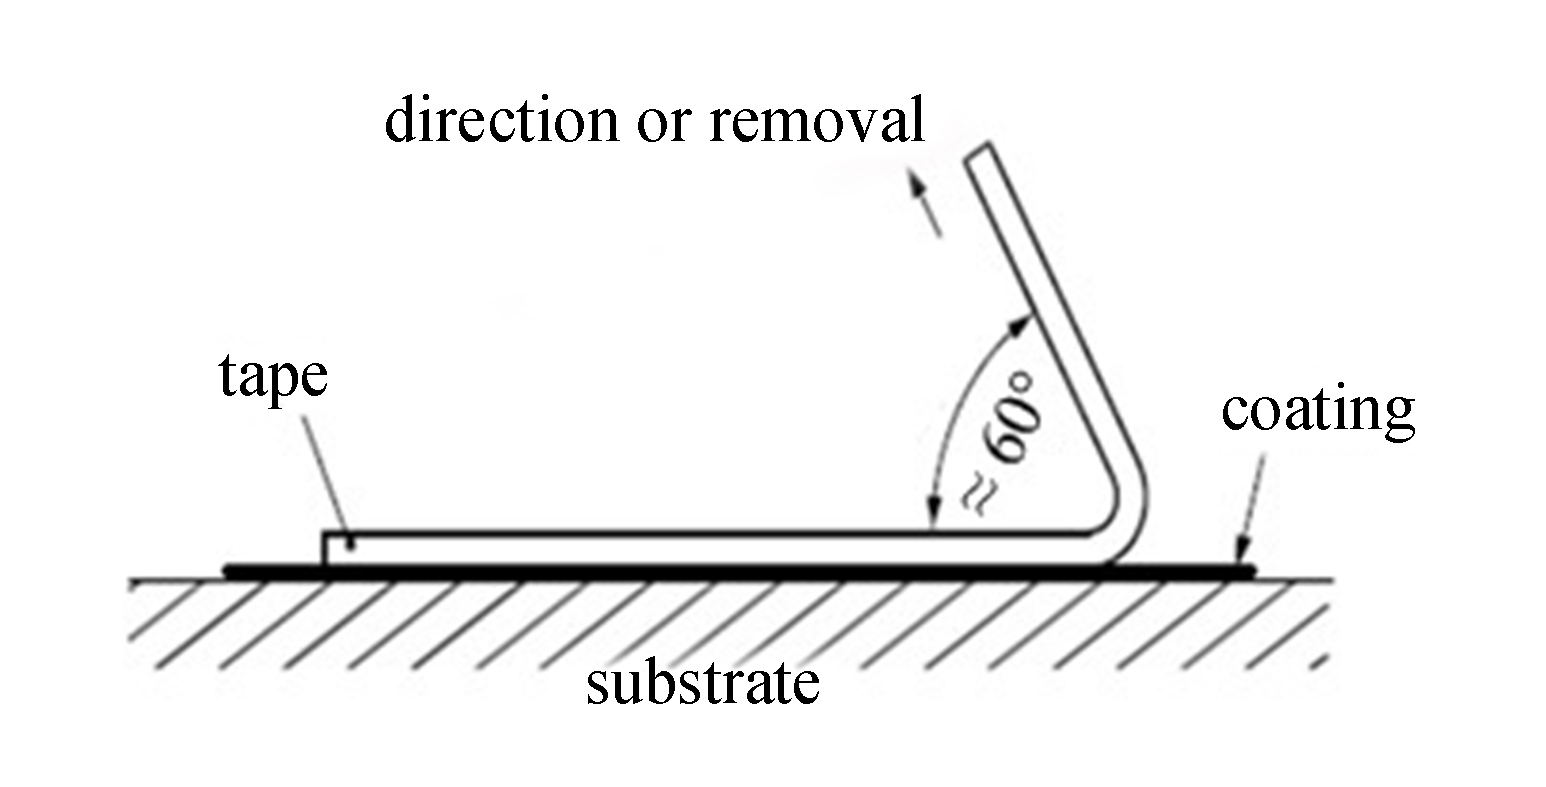 direction or removal
tape
≈ 60°
coating
substrate